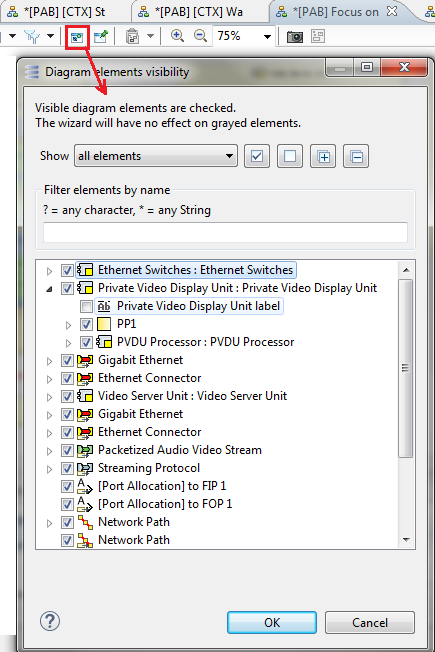 *[PAB] [CTX] St
*[PAB] [CTX] Wa
*[PAB] Focus on
75%
Diagram elements visibility
Visible diagram elements are checked.
The wizard will have no effect on grayed elements.
Show all elements
Filter elements by name
? = any character, * = any String
Ethernet Switches : Ethernet Switches
Private Video Display Unit : Private Video Display Unit
ab Private Video Display Unit label
PP1
PVDU Processor : PVDU Processor
Gigabit Ethernet
Ethernet Connector
Video Server Unit : Video Server Unit
Gigabit Ethernet
Ethernet Connector
Packetized Audio Video Stream
Streaming Protocol
A [Port Allocation] to FIP 1
A [Port Allocation] to FOP 1
Network Path
Network Path
?
OK
Cancel